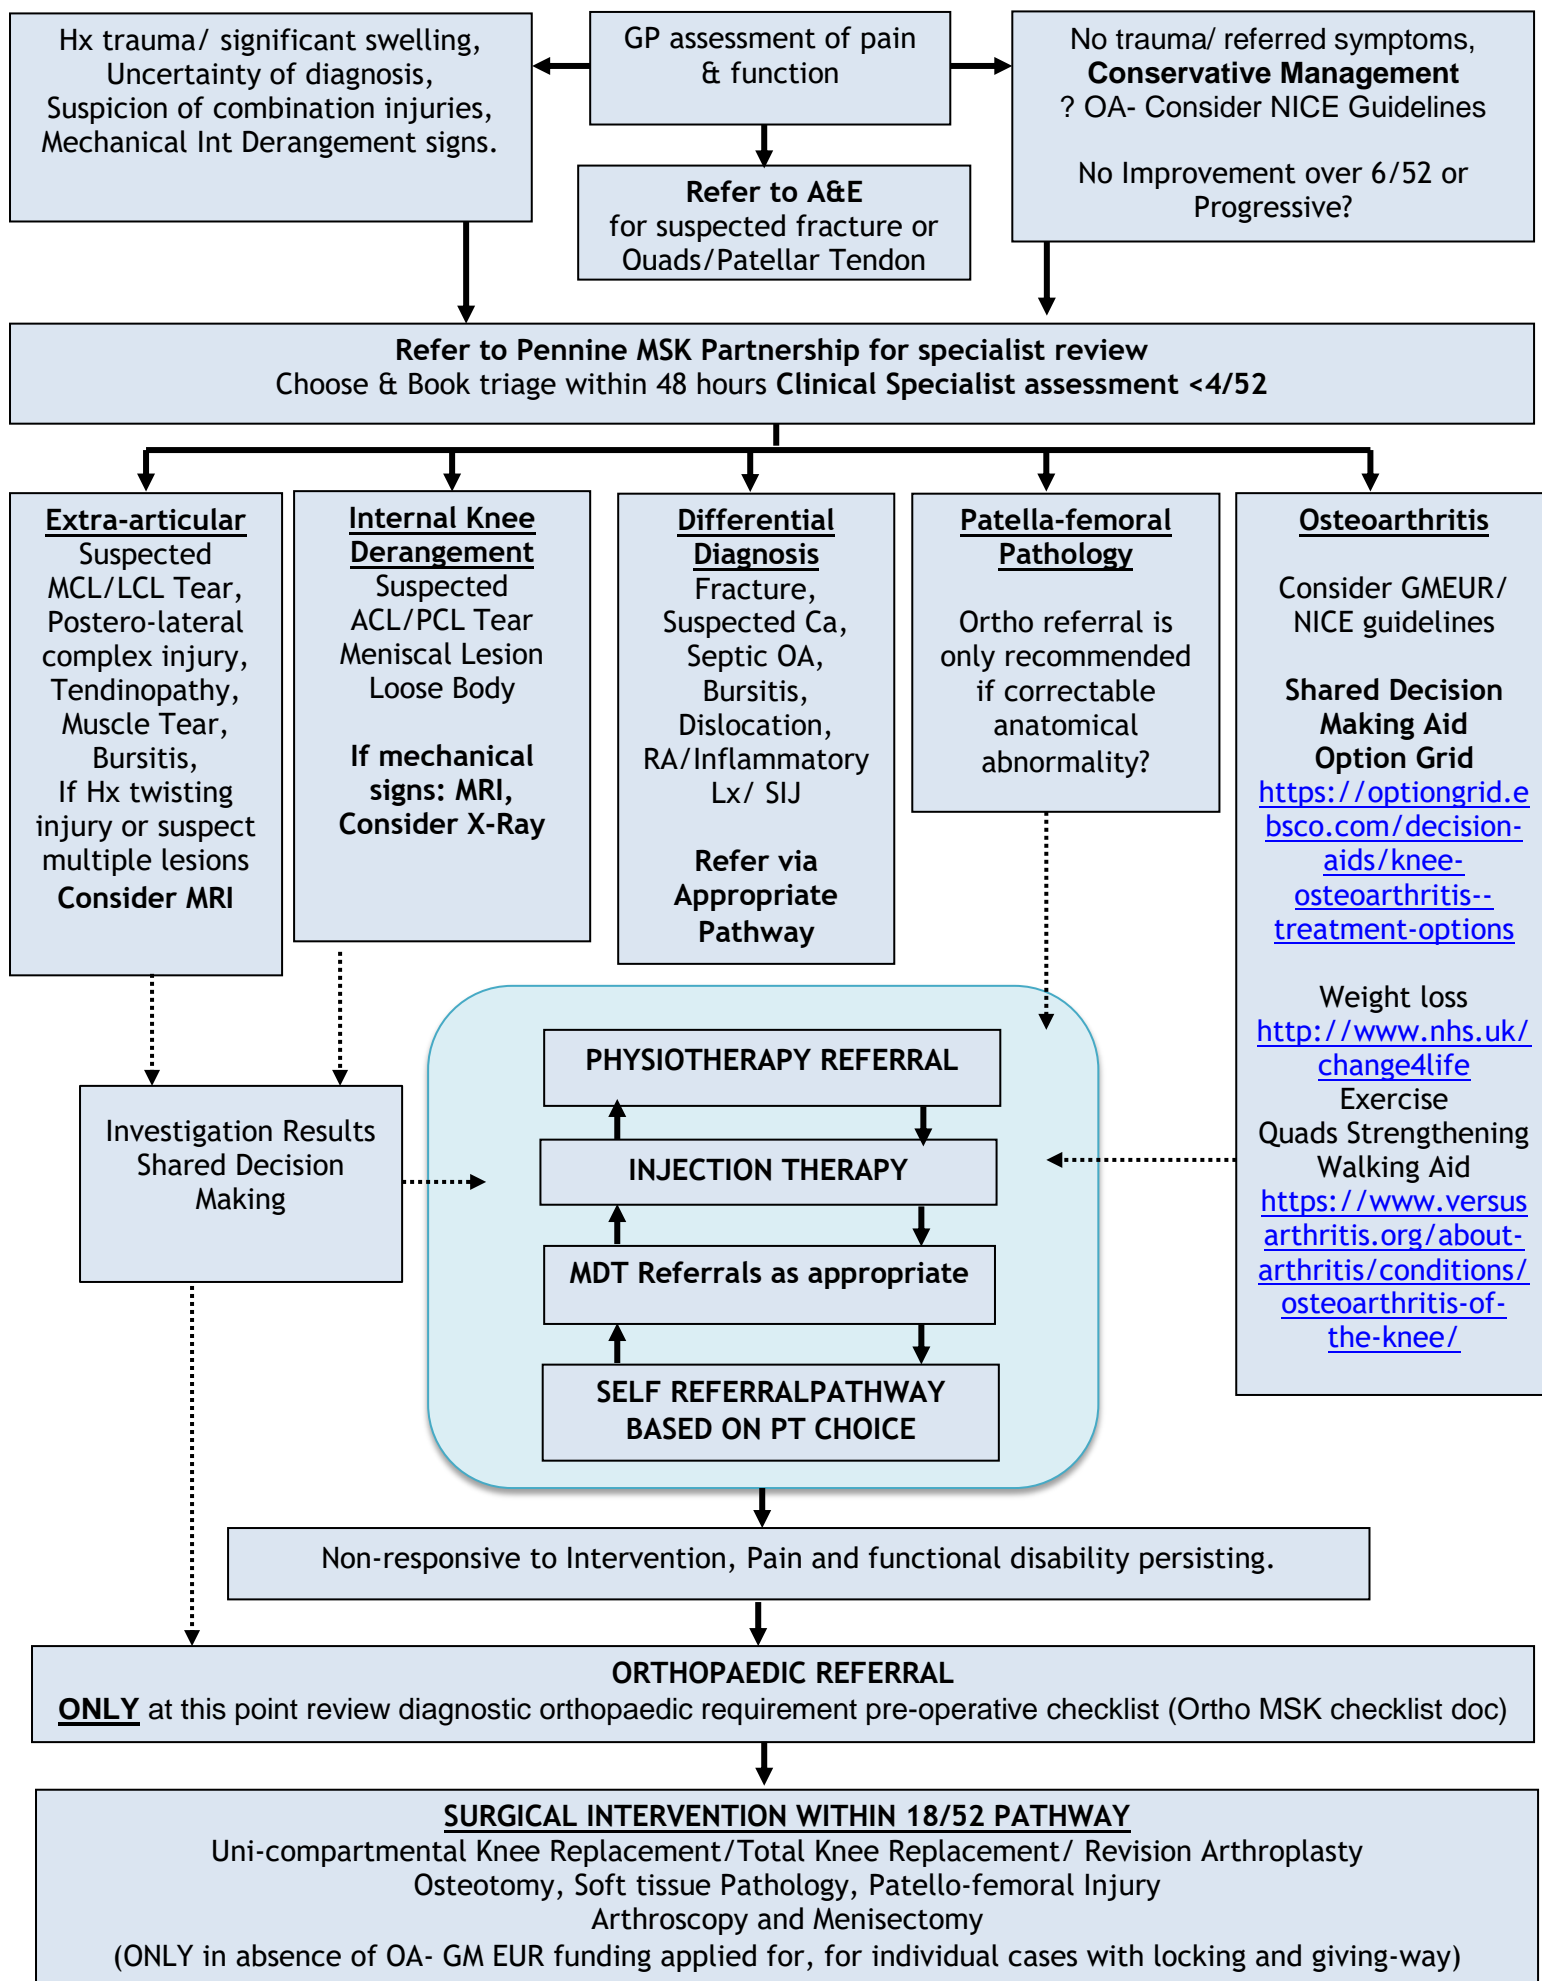 Hx trauma/ significant swelling,
Uncertainty of diagnosis,
Suspicion of combination injuries,
Mechanical Int Derangement signs.
GP assessment of pain
& function
No trauma/ referred symptoms,
Conservative Management
? OA- Consider NICE Guidelines
No Improvement over 6/52 or
Progressive?
Refer to A&E
for suspected fracture or
Quads/Patellar Tendon
Refer to Pennine MSK Partnership for specialist review
Choose & Book triage within 48 hours Clinical Specialist assessment <4/52
Extra-articular
Suspected
MCL/LCL Tear,
Postero-lateral
complex injury,
Tendinopathy,
Muscle Tear,
Bursitis,
If Hx twisting
injury or suspect
multiple lesions
Consider MRI
Internal Knee
Derangement
Suspected
ACL/PCL Tear
Meniscal Lesion
Loose Body
If mechanical
signs: MRI,
Consider X-Ray
Differential
Diagnosis
Fracture,
Suspected Ca,
Septic OA,
Bursitis,
Dislocation,
RA/Inflammatory
Lx/ SIJ
Refer via
Appropriate
Pathway
Patella-femoral
Pathology
Ortho referral is
only recommended
if correctable
anatomical
abnormality?
Osteoarthritis
Consider GMEUR/
NICE guidelines
Shared Decision
Making Aid
Option Grid
https://optiongrid.e
bsco.com/decision-
aids/knee-
osteoarthritis--
treatment-options
Weight loss
http://www.nhs.uk/
change4life
Exercise
Quads Strengthening
Walking Aid
https://www.versus
arthritis.org/about-
arthritis/conditions/
osteoarthritis-of-
the-knee/
Investigation Results
Shared Decision
Making
PHYSIOTHERAPY REFERRAL
INJECTION THERAPY
MDT Referrals as appropriate
SELF REFERRALPATHWAY
BASED ON PT CHOICE
Non-responsive to Intervention, Pain and functional disability persisting.
ORTHOPAEDIC REFERRAL
ONLY at this point review diagnostic orthopaedic requirement pre-operative checklist (Ortho MSK checklist doc)
SURGICAL INTERVENTION WITHIN 18/52 PATHWAY
Uni-compartmental Knee Replacement/Total Knee Replacement/ Revision Arthroplasty
Osteotomy, Soft tissue Pathology, Patello-femoral Injury
Arthroscopy and Menisectomy
(ONLY in absence of OA- GM EUR funding applied for, for individual cases with locking and giving-way)